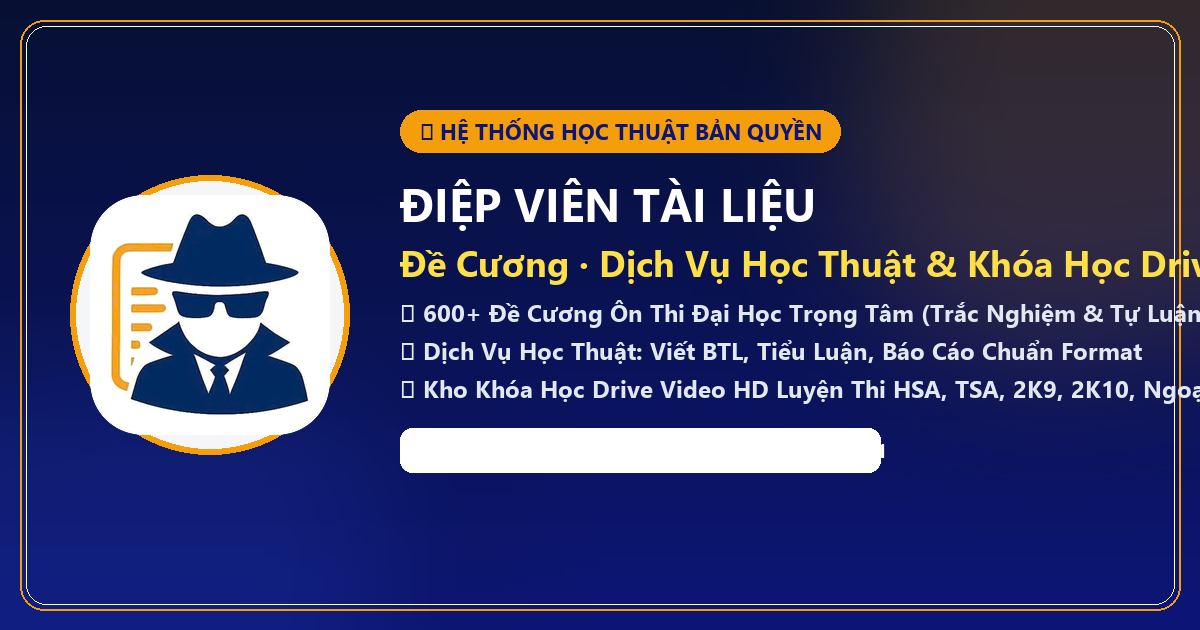 HỆ THỐNG HỌC THUẬT BẢN QUYỀN
ĐIỆP VIÊN TÀI LIỆU
Đề Cương · Dịch Vụ Học Thuật & Khóa Học
600+ Đề Cương Ôn Thi Đại Học Trọng Tâm (Trắc Nghiệm & Tự Luận
Dịch Vụ Học Thuật: Viết BTL, Tiểu Luận, Báo Cáo Chuẩn Format
Kho Khóa Học Drive Video HD Luyện Thi HSA, TSA, 2K9, 2K10,